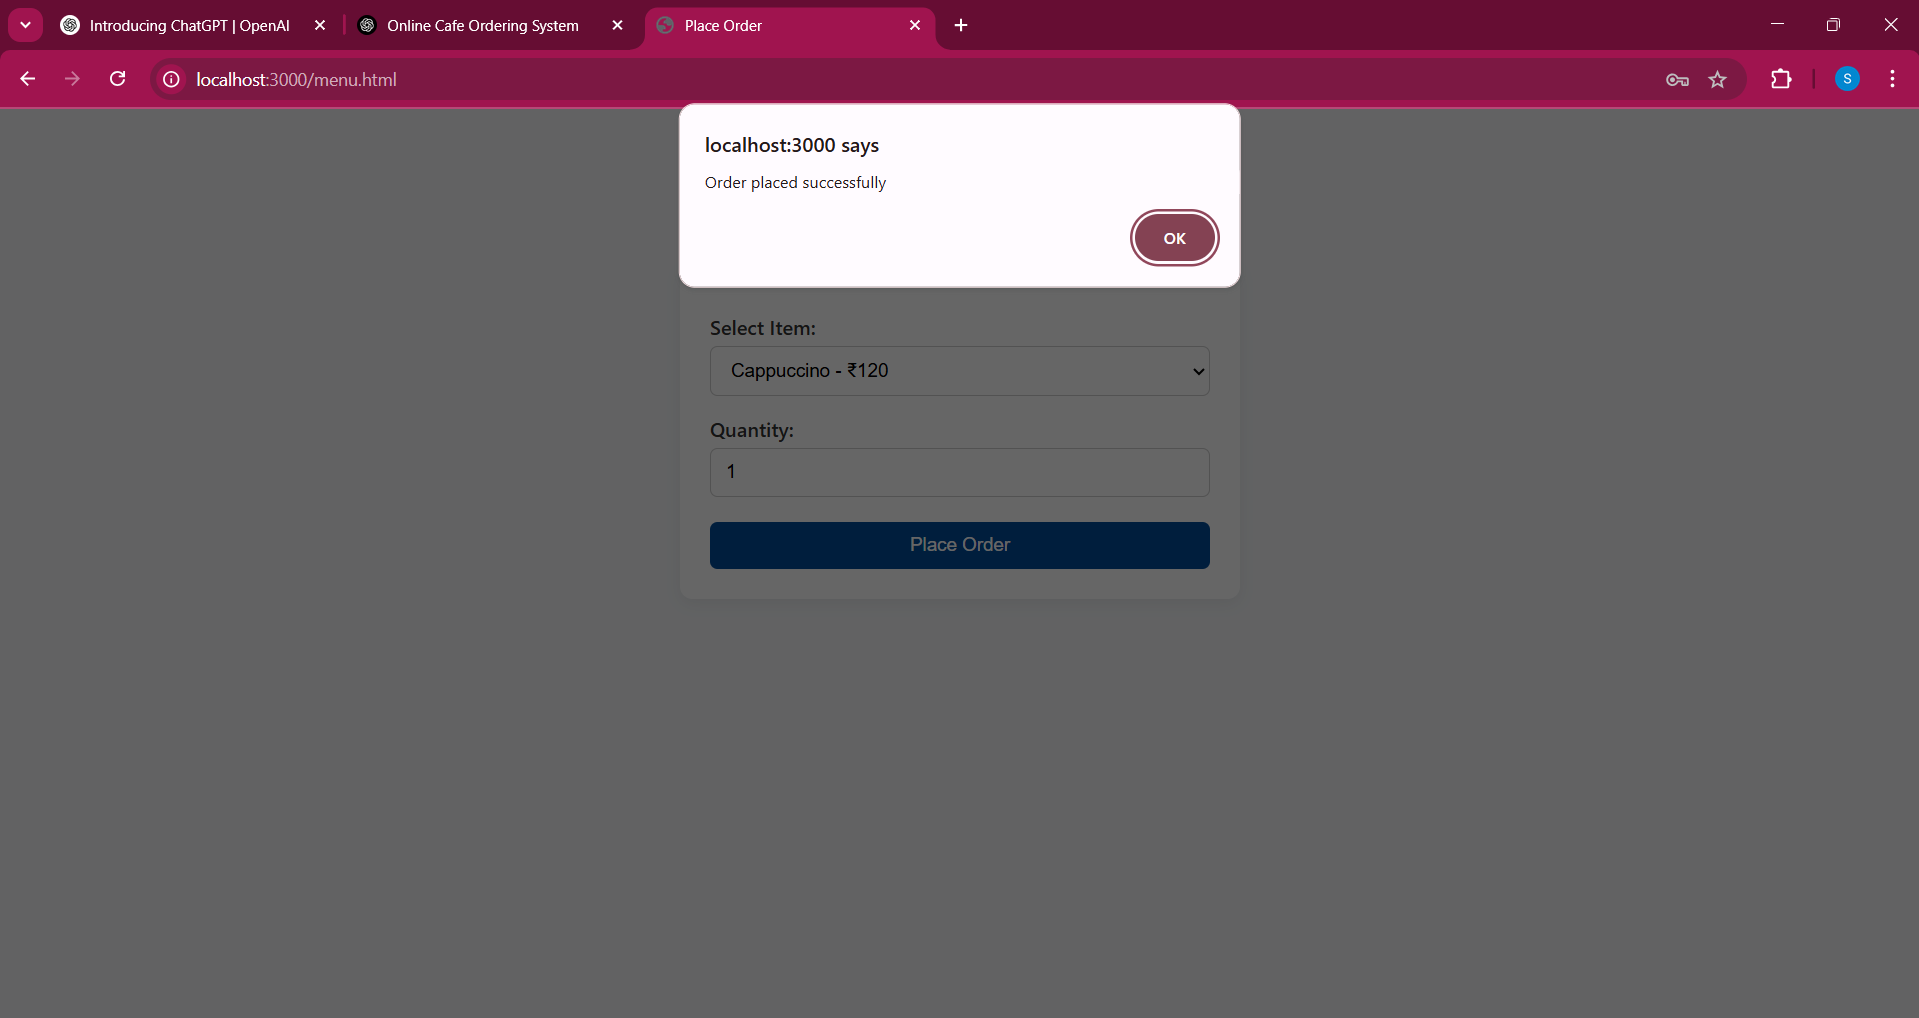 Introducing ChatGPT | OpenAI
Online Cafe Ordering System
Place Order
localhost:3000/menu.html
S
localhost:3000 says
Order placed successfully
OK
Select Item:
Cappuccino - ₹120
Quantity:
1
Place Order